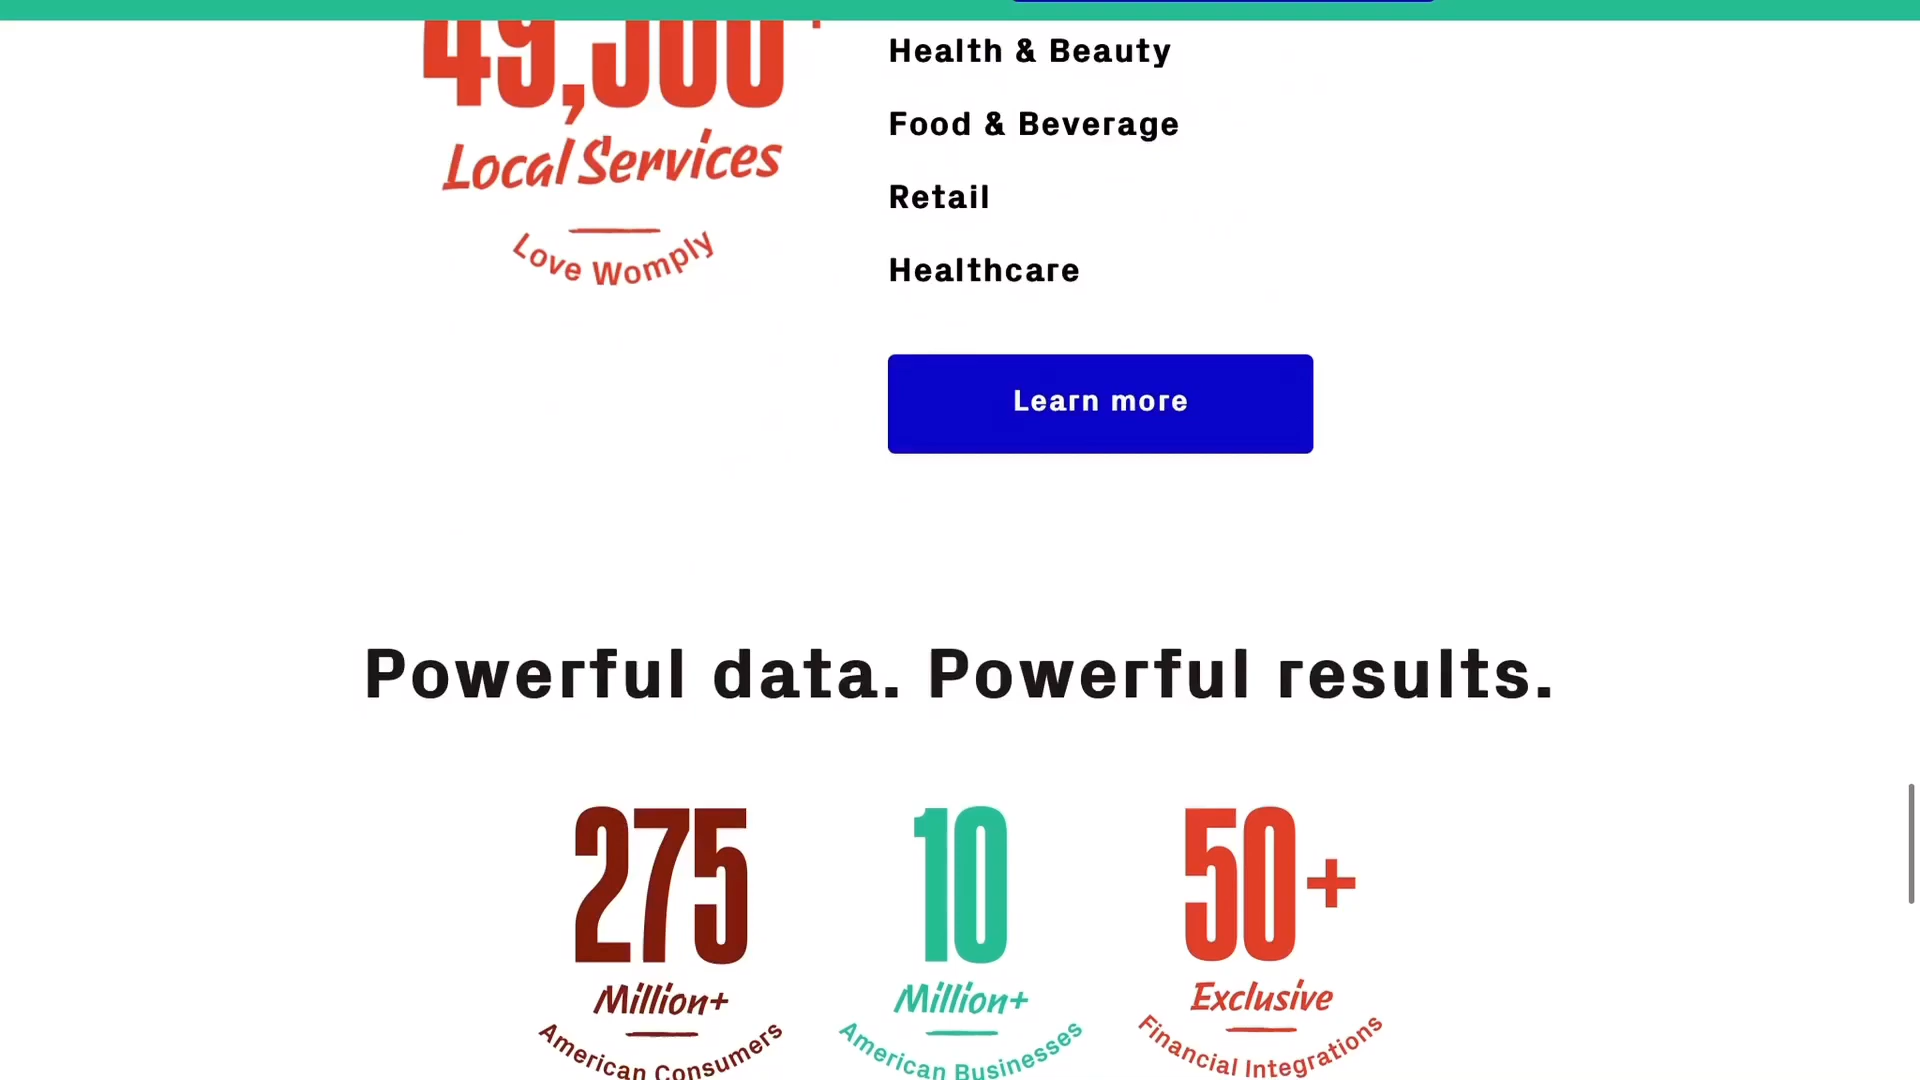 Local Services
Love Womply
Health & Beauty
Food & Beverage
Retail
Healthcare
Learn more
Powerful data. Powerful results.
275
Million+
American Consumers
10
Million+
American Businesses
50+
Exclusive
Financial Integrations